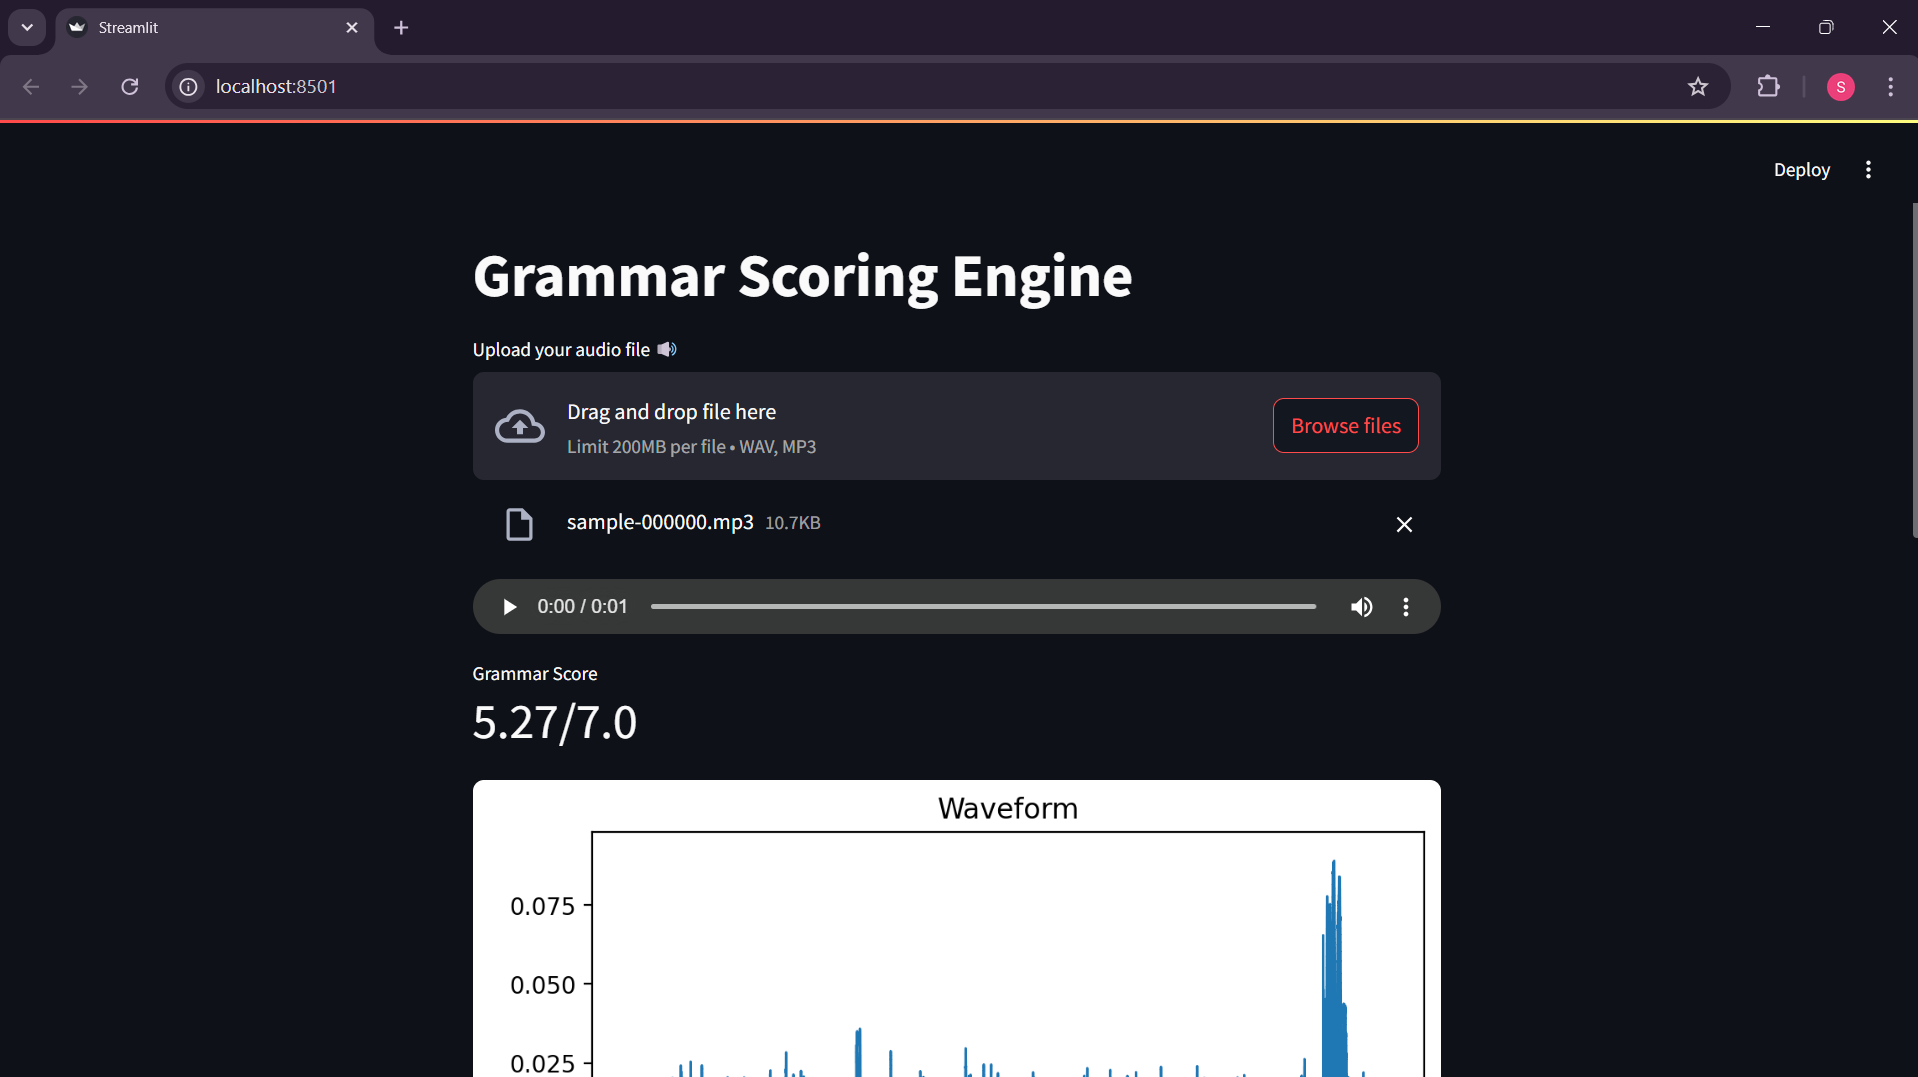 Streamlit
localhost:8501
S
Deploy
Grammar Scoring Engine
Upload your audio file
Drag and drop file here
Limit 200MB per file • WAV, MP3
Browse files
sample-000000.mp3 10.7KB
0:00 / 0:01
Grammar Score
5.27/7.0
Waveform
0.075
0.050
0.025